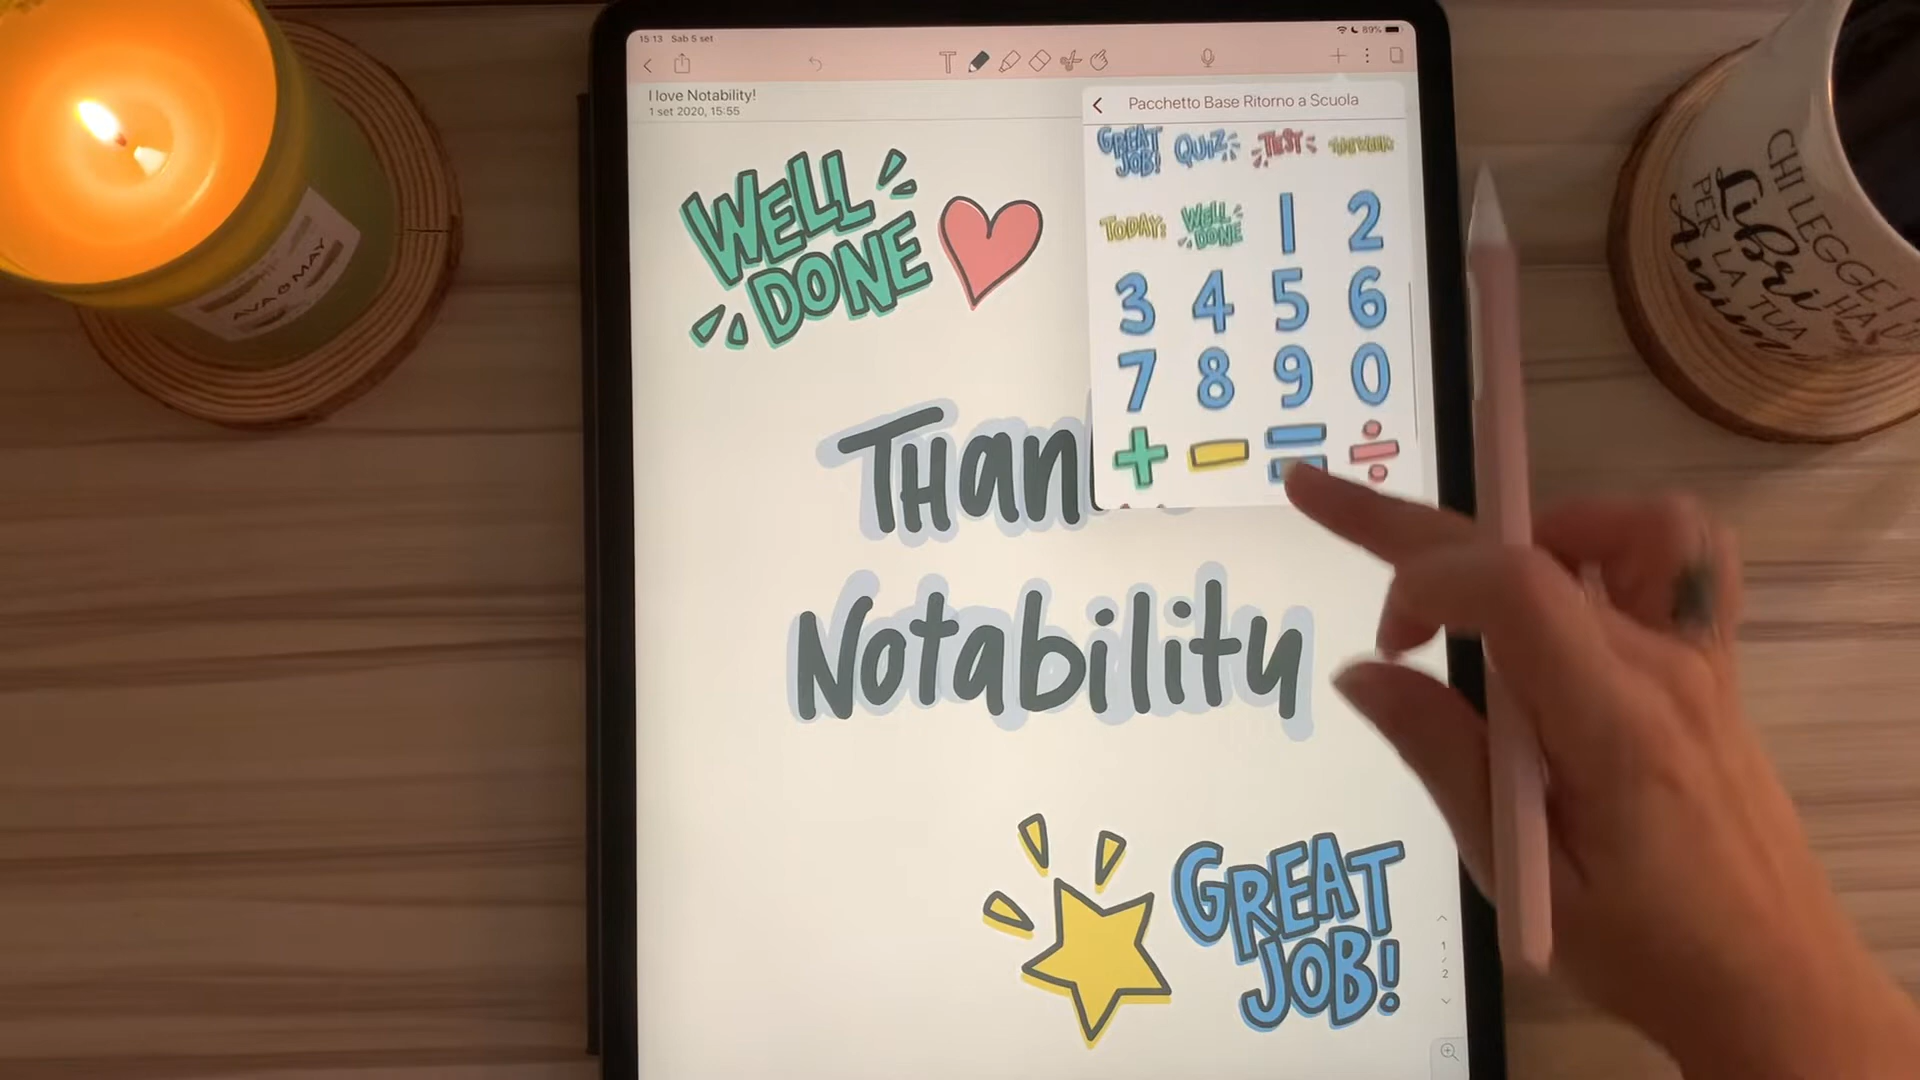 15 13 Sab 5 set
89%
I love Notability!
1 set 2020, 15:55
Pacchetto Base Ritorno a Scuola
GREAT JOB!
QUIZ
TEST
TODAY:
WELL DONE
1 2
3 4 5 6
7 8 9 0
+ - = ÷
WELL
DONE
Than
Notability
GREAT
JOB!
1
/
2
AVA & MAY
CHI LEGGE I
Libri HA
PER LA TUA